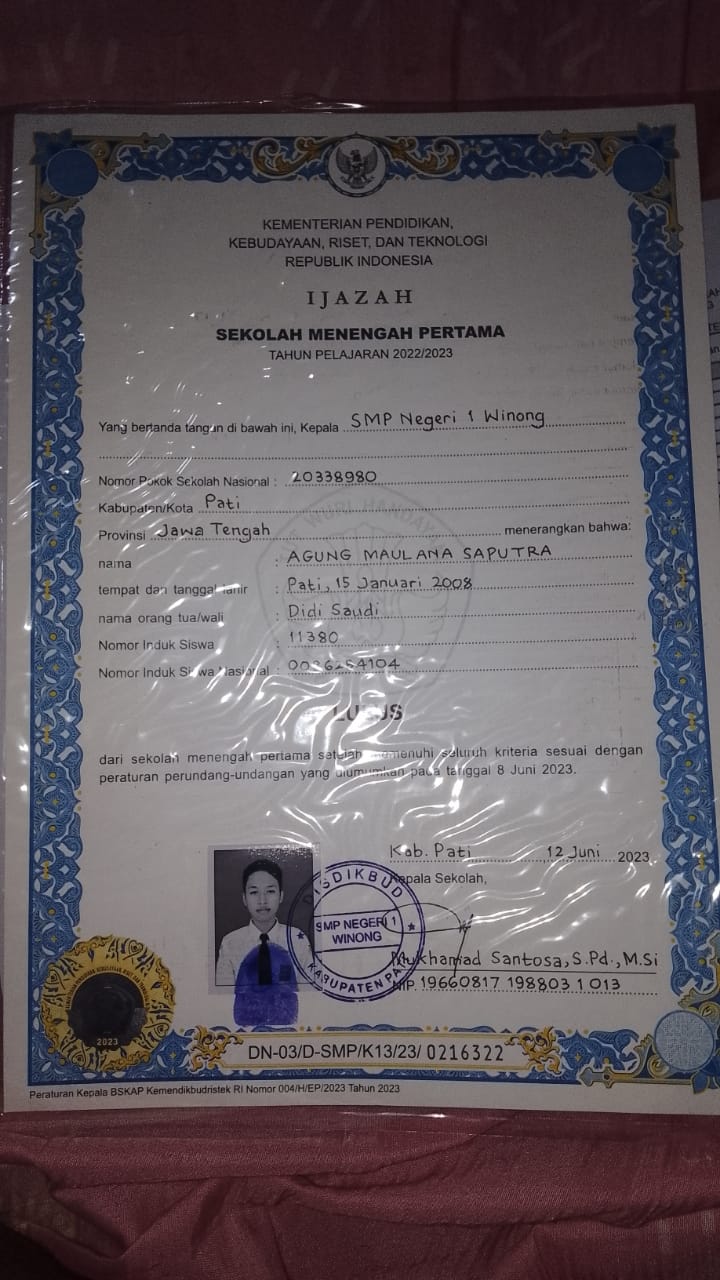 KEMENTERIAN PENDIDIKAN,
KEBUDAYAAN, RISET, DAN TEKNOLOGI
REPUBLIK INDONESIA
IJAZAH
SEKOLAH MENENGAH PERTAMA
TAHUN PELAJARAN 2022/2023
Yang bertanda tangan di bawah ini, Kepala SMP Negeri 1 Winong
Nomor Pokok Sekolah Nasional : 20338980
Kabupaten/Kota Pati
Provinsi Jawa Tengah menerangkan bahwa:
nama : AGUNG MAULANA SAPUTRA
tempat dan tanggal lahir : Pati, 15 Januari 2008
nama orang tua/wali : Didi Saudi
Nomor Induk Siswa : 11380
Nomor Induk Siswa Nasional :
LULUS
dari sekolah menengah pertama setelah memenuhi seluruh kriteria sesuai dengan
peraturan perundang-undangan yang diumumkan pada tanggal 8 Juni 2023.
Kab. Pati 12 Juni 2023
Kepala Sekolah,
DISDIKBUD
SMP NEGERI 1
WINONG
KABUPATEN PATI
Mukhamad Santosa, S.Pd., M.Si
NIP. 19660817 198803 1 013
2023
DN-03/D-SMP/K13/23/ 0216322
Peraturan Kepala BSKAP Kemendikbudristek RI Nomor 004/H/EP/2023 Tahun 2023